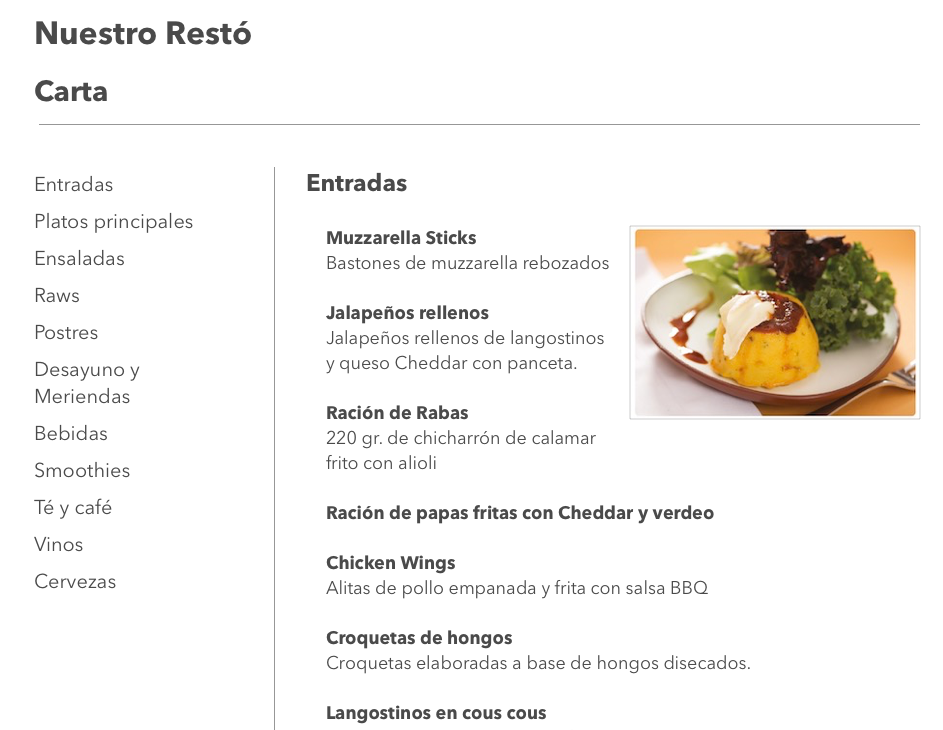 Nuestro Restó
Carta
Entradas
Platos principales
Ensaladas
Raws
Postres
Desayuno y
Meriendas
Bebidas
Smoothies
Té y café
Vinos
Cervezas
Entradas
Muzzarella Sticks
Bastones de muzzarella rebozados
Jalapeños rellenos
Jalapeños rellenos de langostinos
y queso Cheddar con panceta.
Ración de Rabas
220 gr. de chicharrón de calamar
frito con alioli
Ración de papas fritas con Cheddar y verdeo
Chicken Wings
Alitas de pollo empanada y frita con salsa BBQ
Croquetas de hongos
Croquetas elaboradas a base de hongos disecados.
Langostinos en cous cous